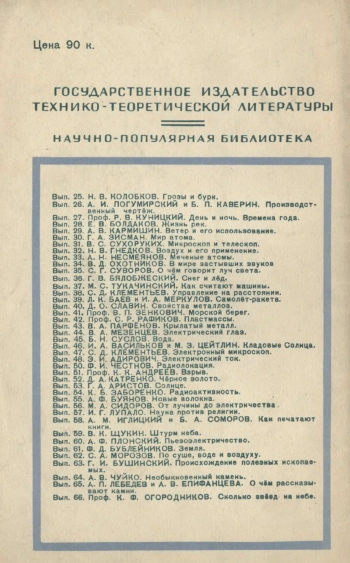 Цена 90 к.
ГОСУДАРСТВЕННОЕ ИЗДАТЕЛЬСТВО
ТЕХНИКО-ТЕОРЕТИЧЕСКОЙ ЛИТЕРАТУРЫ
НАУЧНО-ПОПУЛЯРНАЯ БИБЛИОТЕКА
Вып. 25. Н. В. КОЛОБКОВ. Грозы и бури.
Вып. 26. А. И. ПОГУМИРСКИЙ и Б. П. КАВЕРИН. Производст-
венный чертёж.
Вып. 27. Проф. Р. В. КУНИЦКИЙ. День и ночь. Времена года.
Вып. 28. Е. В. БОЛДАКОВ. Жизнь рек.
Вып. 29. А. В. КАРМИШИН. Ветер и его использование.
Вып. 30. Г. А. ЗИСМАН. Мир атома.
Вып. 31. В. С. СУХОРУКИХ. Микроскоп и телескоп.
Вып. 32. Н. В. ГНЕДКОВ. Воздух и его применение.
Вып. 33. А. Н. НЕСМЕЯНОВ. Меченые атомы.
Вып. 34. В. Д. ОХОТНИКОВ. В мире застывших звуков
Вып. 35. С. Г. СУВОРОВ. О чём говорит луч света.
Вып. 36. Г. В. БЯЛОБЖЕСКИЙ. Снег и лёд.
Вып. 37. М. С. ТУКАЧИНСКИЙ. Как считают машины.
Вып. 38. С. Д. КЛЕМЕНТЬЕВ. Управление на расстоянии.
Вып. 39. Л. К. БАЕВ и И. А. МЕРКУЛОВ. Самолёт-ракета.
Вып. 40. Д. О. СЛАВИН. Свойства металлов.
Вып. 41. Проф. В. П. ЗЕНКОВИЧ. Морской берег.
Вып. 42. Проф. С. Р. РАФИКОВ. Пластмассы.
Вып. 43. В. А. ПАРФЕНОВ. Крылатый металл.
Вып. 44. В. А. МЕЗЕНЦЕВ. Электрический глаз.
Вып. 45. Б. Н. СУСЛОВ. Вода.
Вып. 46. И. А. ВАСИЛЬКОВ и М. З. ЦЕЙТЛИН. Кладовые Солнца.
Вып. 47. С. Д. КЛЕМЕНТЬЕВ. Электронный микроскоп.
Вып. 49. Э. И. АДИРОВИЧ. Электрический ток.
Вып. 50. Ф. И. ЧЕСТНОВ. Радиолокация.
Вып. 51. Проф. К. К. АНДРЕЕВ. Взрыв.
Вып. 52. Д. А. КАТРЕНКО. Чёрное золото.
Вып. 53. Г. А. АРИСТОВ. Солнце.
Вып. 54. К. Б. ЗАБОРЕНКО. Радиоактивность.
Вып. 55. А. Ф. БУЯНОВ. Новые волокна.
Вып. 56. М. А. СИДОРОВ. От лучины до электричества.
Вып. 57. И. Г. ЛУПАЛО. Наука против религии.
Вып. 58. А. М. ИГЛИЦКИЙ и Б. А. СОМОРОВ. Как печатают
книги.
Вып. 59. В. К. ЩУКИН. Штурм неба.
Вып. 60. А. Ф. ПЛОНСКИЙ. Пьезоэлектричество.
Вып. 61. Ф. Д. БУБЛЕЙНИКОВ. Земля.
Вып. 62. С. А. МОРОЗОВ. По суше, воде и воздуху.
Вып. 63. Г. И. БУШИНСКИЙ. Происхождение полезных ископае-
мых.
Вып. 64. А. В. ЧУЙКО. Необыкновенный камень.
Вып. 65. А. П. ЛЕБЕДЕВ и А. В. ЕПИФАНЦЕВА. О чём рассказы-
вают камни.
Вып. 66. Проф. К. Ф. ОГОРОДНИКОВ. Сколько звёзд на небе.